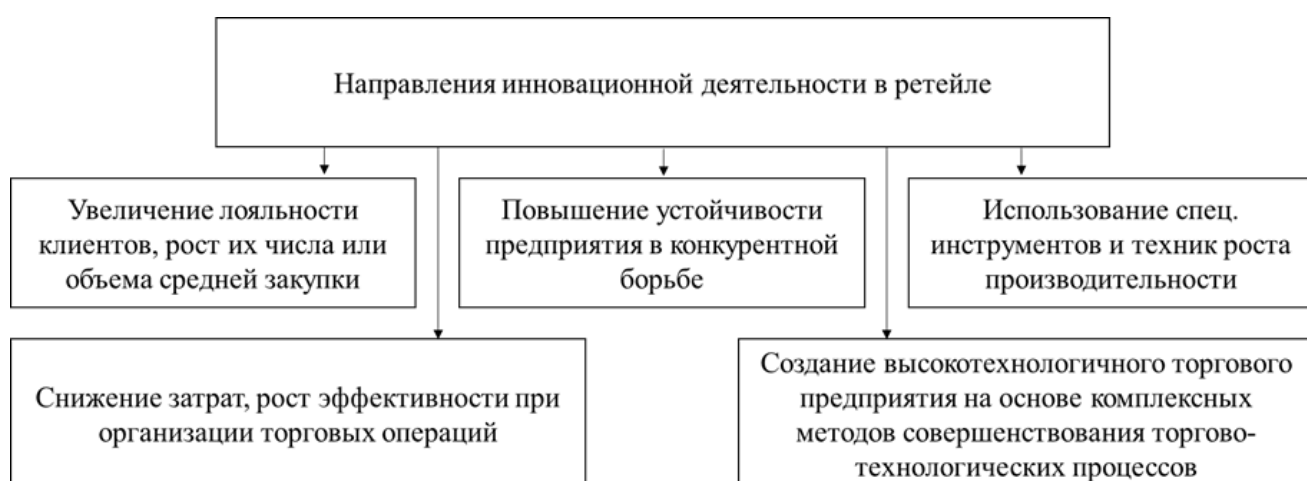 Направления инновационной деятельности в ретейле
Увеличение лояльности
клиентов, рост их числа или
объема средней закупки
Повышение устойчивости
предприятия в конкурентной
борьбе
Использование спец.
инструментов и техник роста
производительности
Снижение затрат, рост эффективности при
организации торговых операций
Создание высокотехнологичного торгового
предприятия на основе комплексных
методов совершенствования торгово-
технологических процессов